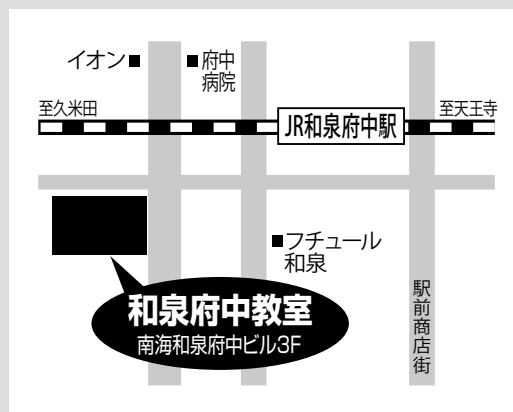 イオン
府中
病院
至久米田
JR和泉府中駅
至天王寺
フチュール
和泉
和泉府中教室
南海和泉府中ビル3F
駅前商店街